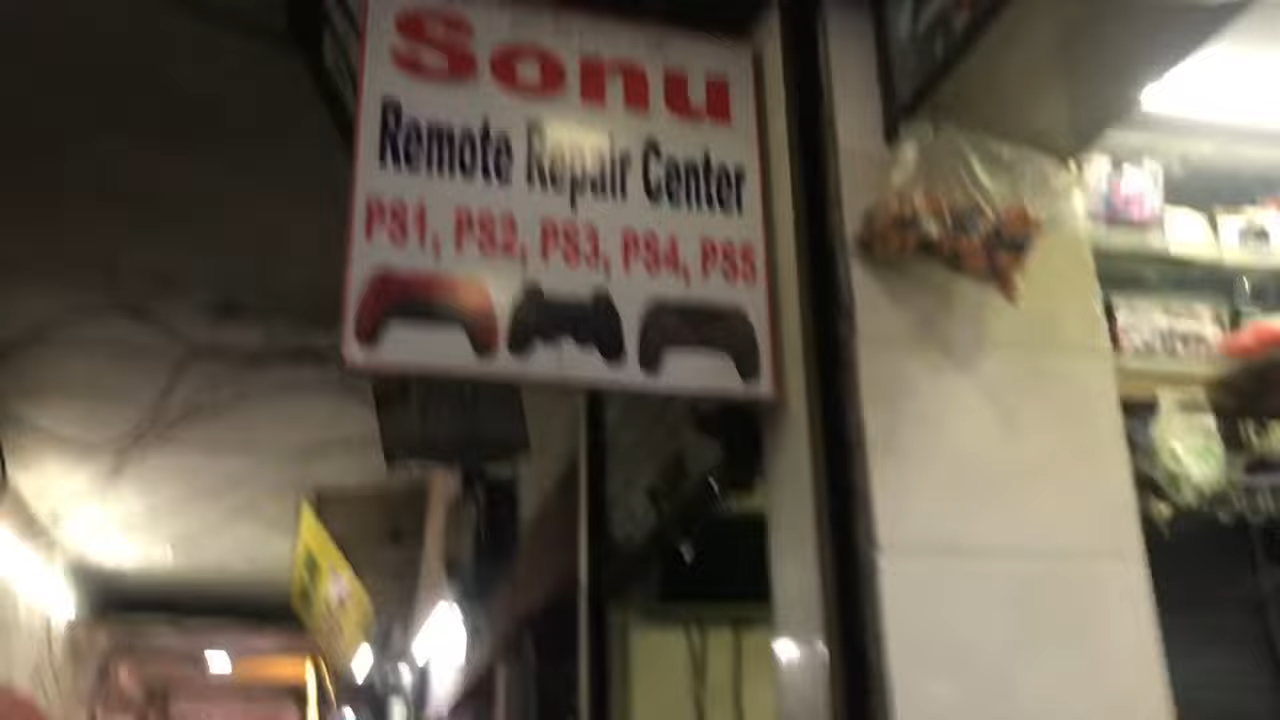 Sonu
Remote Repair Center
PS1, PS2, PS3, PS4, PS5